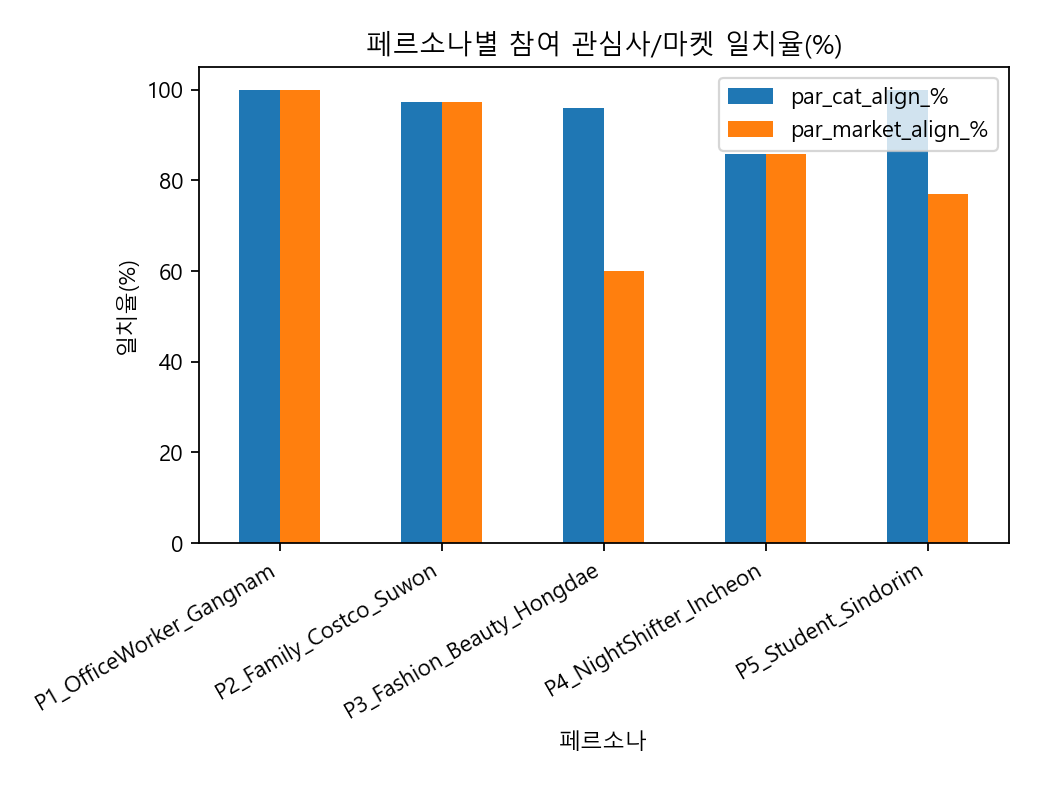 페르소나별 참여 관심사/마켓 일치율(%)
par_cat_align_%
par_market_align_%
일치율(%)
100
80
60
40
20
0
P1_OfficeWorker_Gangnam
P2_Family_Costco_Suwon
P3_Fashion_Beauty_Hongdae
P4_NightShifter_Incheon
P5_Student_Sindorim
페르소나